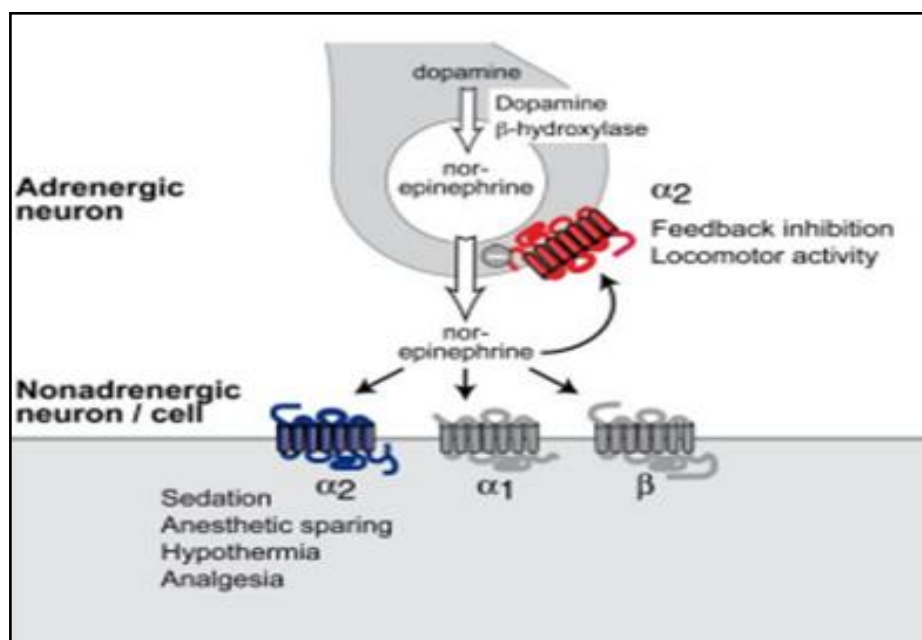 dopamine
Dopamine
β-hydroxylase
nor-
epinephrine
Adrenergic
neuron
α2
Feedback inhibition
Locomotor activity
nor-
epinephrine
Nonadrenergic
neuron / cell
α2
α1
β
Sedation
Anesthetic sparing
Hypothermia
Analgesia